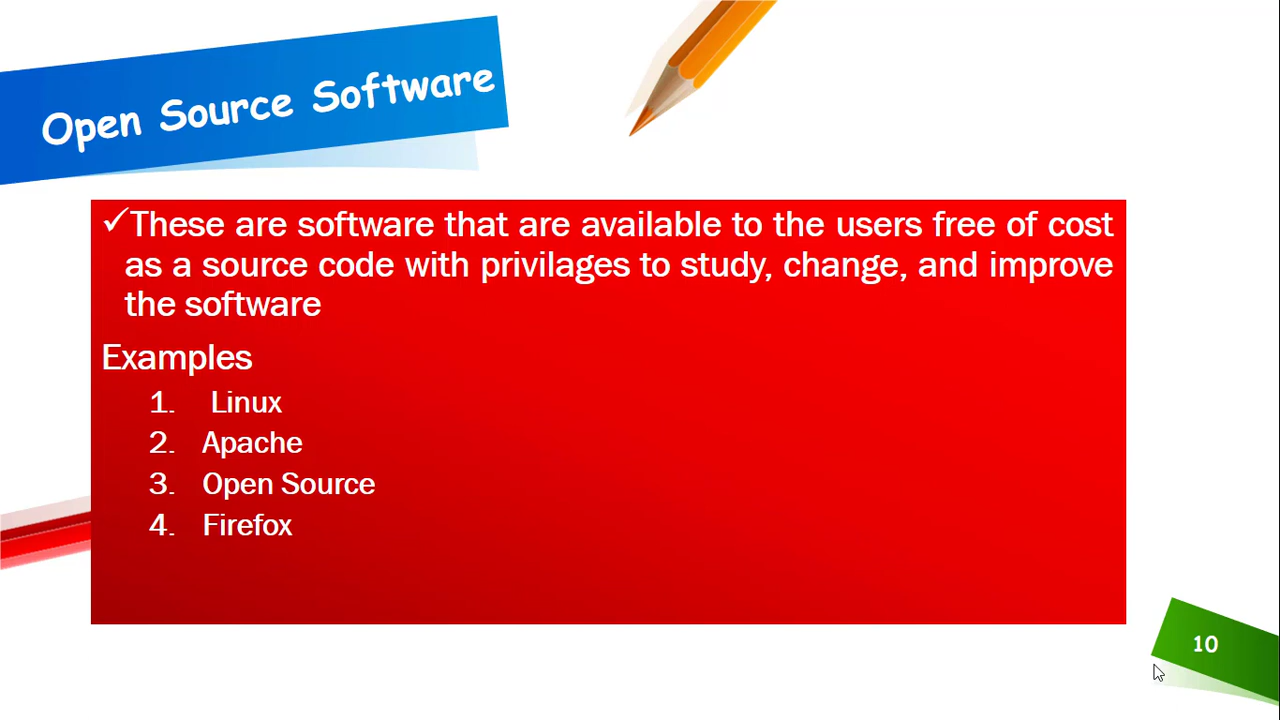 Open Source Software
✓These are software that are available to the users free of cost
as a source code with privilages to study, change, and improve
the software
Examples
1. Linux
2. Apache
3. Open Source
4. Firefox
10